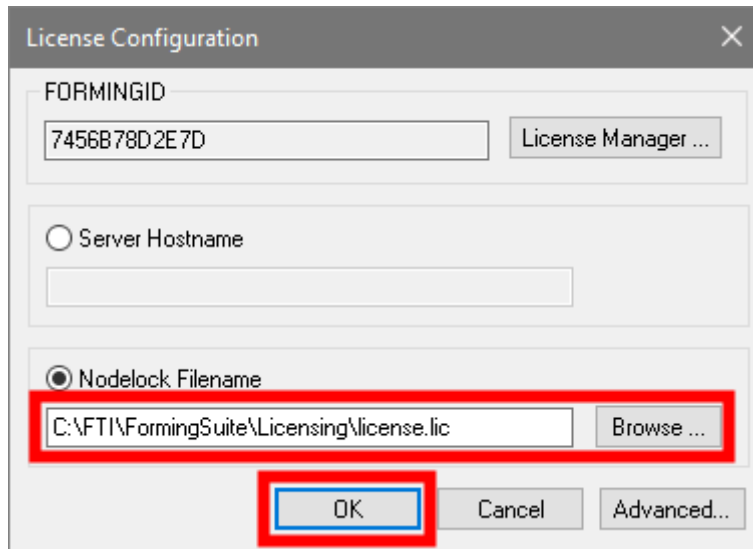 License Configuration
FORMINGID
7456B78D2E7D
License Manager ...
Server Hostname
Nodelock Filename
C:\FTI\FormingSuite\Licensing\license.lic
Browse ...
OK
Cancel
Advanced...